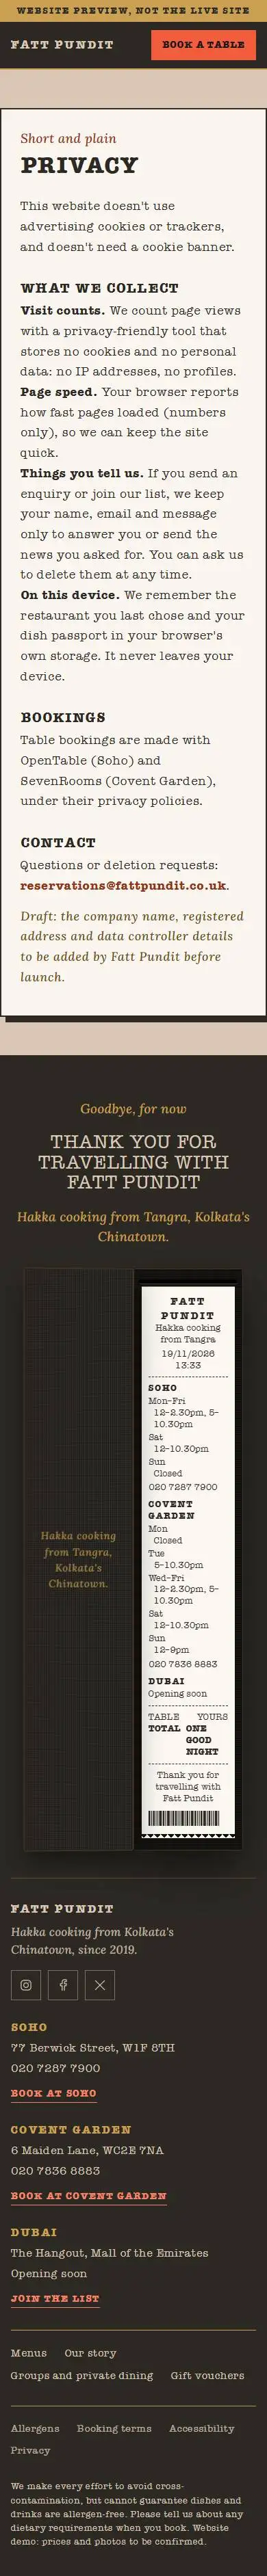 WEBSITE PREVIEW, NOT THE LIVE SITE
FATT PUNDIT
BOOK A TABLE
Short and plain
PRIVACY
This website doesn't use
advertising cookies or trackers,
and doesn't need a cookie banner.
WHAT WE COLLECT
Visit counts. We count page views
with a privacy-friendly tool that
stores no cookies and no personal
data: no IP addresses, no profiles.
Page speed. Your browser reports
how fast pages loaded (numbers
only), so we can keep the site
quick.
Things you tell us. If you send an
enquiry or join our list, we keep
your name, email and message
only to answer you or send the
news you asked for. You can ask us
to delete them at any time.
On this device. We remember the
restaurant you last chose and your
dish passport in your browser's
own storage. It never leaves your
device.
BOOKINGS
Table bookings are made with
OpenTable (Soho) and
SevenRooms (Covent Garden),
under their privacy policies.
CONTACT
Questions or deletion requests:
reservations@fattpundit.co.uk.
Draft: the company name, registered
address and data controller details
to be added by Fatt Pundit before
launch.
Goodbye, for now
THANK YOU FOR
TRAVELLING WITH
FATT PUNDIT
Hakka cooking from Tangra, Kolkata's
Chinatown.
Hakka cooking
from Tangra,
Kolkata's
Chinatown.
FATT
PUNDIT
Hakka cooking
from Tangra
19/11/2026
13:33
SOHO
Mon–Fri
12–2.30pm, 5–
10.30pm
Sat
12–10.30pm
Sun
Closed
020 7287 7900
COVENT
GARDEN
Mon
Closed
Tue
5–10.30pm
Wed–Fri
12–2.30pm, 5–
10.30pm
Sat
12–10.30pm
Sun
12–9pm
020 7836 8883
DUBAI
Opening soon
TABLE YOURS
TOTAL ONE
GOOD
NIGHT
Thank you for
travelling with
Fatt Pundit
FATT PUNDIT
Hakka cooking from Kolkata's
Chinatown, since 2019.
SOHO
77 Berwick Street, W1F 8TH
020 7287 7900
BOOK AT SOHO
COVENT GARDEN
6 Maiden Lane, WC2E 7NA
020 7836 8883
BOOK AT COVENT GARDEN
DUBAI
The Hangout, Mall of the Emirates
Opening soon
JOIN THE LIST
Menus Our story
Groups and private dining Gift vouchers
Allergens Booking terms Accessibility
Privacy
We make every effort to avoid cross-
contamination, but cannot guarantee dishes and
drinks are allergen-free. Please tell us about any
dietary requirements when you book. Website
demo: prices and photos to be confirmed.